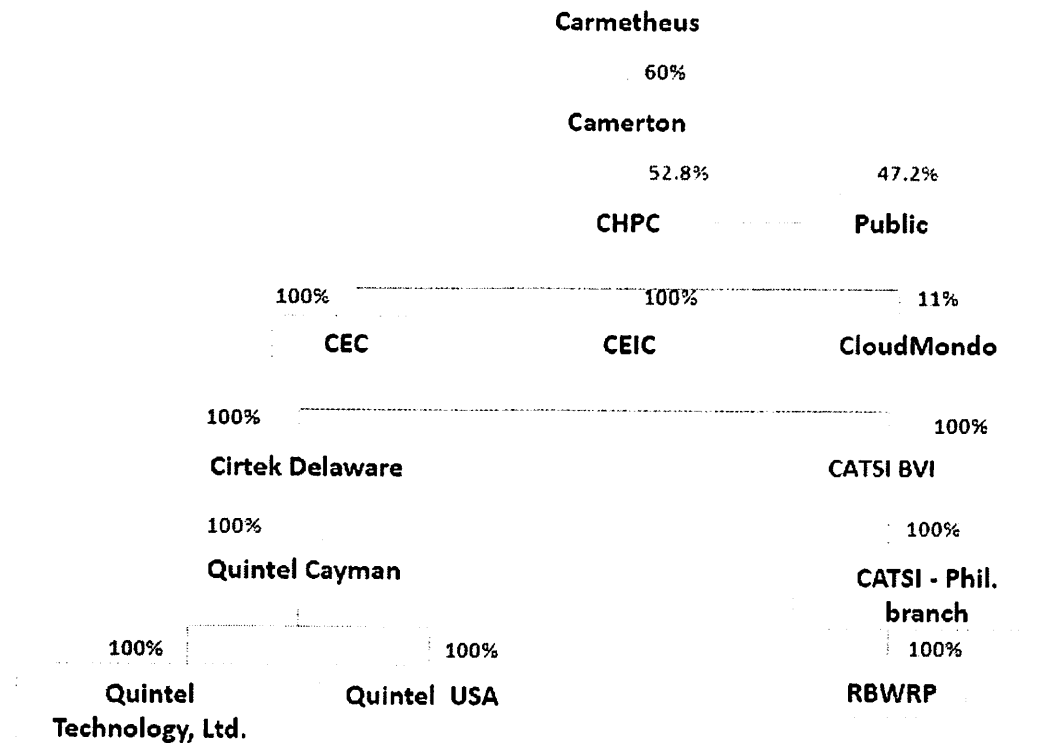 Carmetheus
60%
Camerton
52.8% 47.2%
CHPC Public
100% 100% 11%
CEC CEIC CloudMondo
100% 100%
Cirtek Delaware CATSI BVI
100% 100%
Quintel Cayman CATSI - Phil.
branch
100% 100% 100%
Quintel Quintel USA RBWRP
Technology, Ltd.